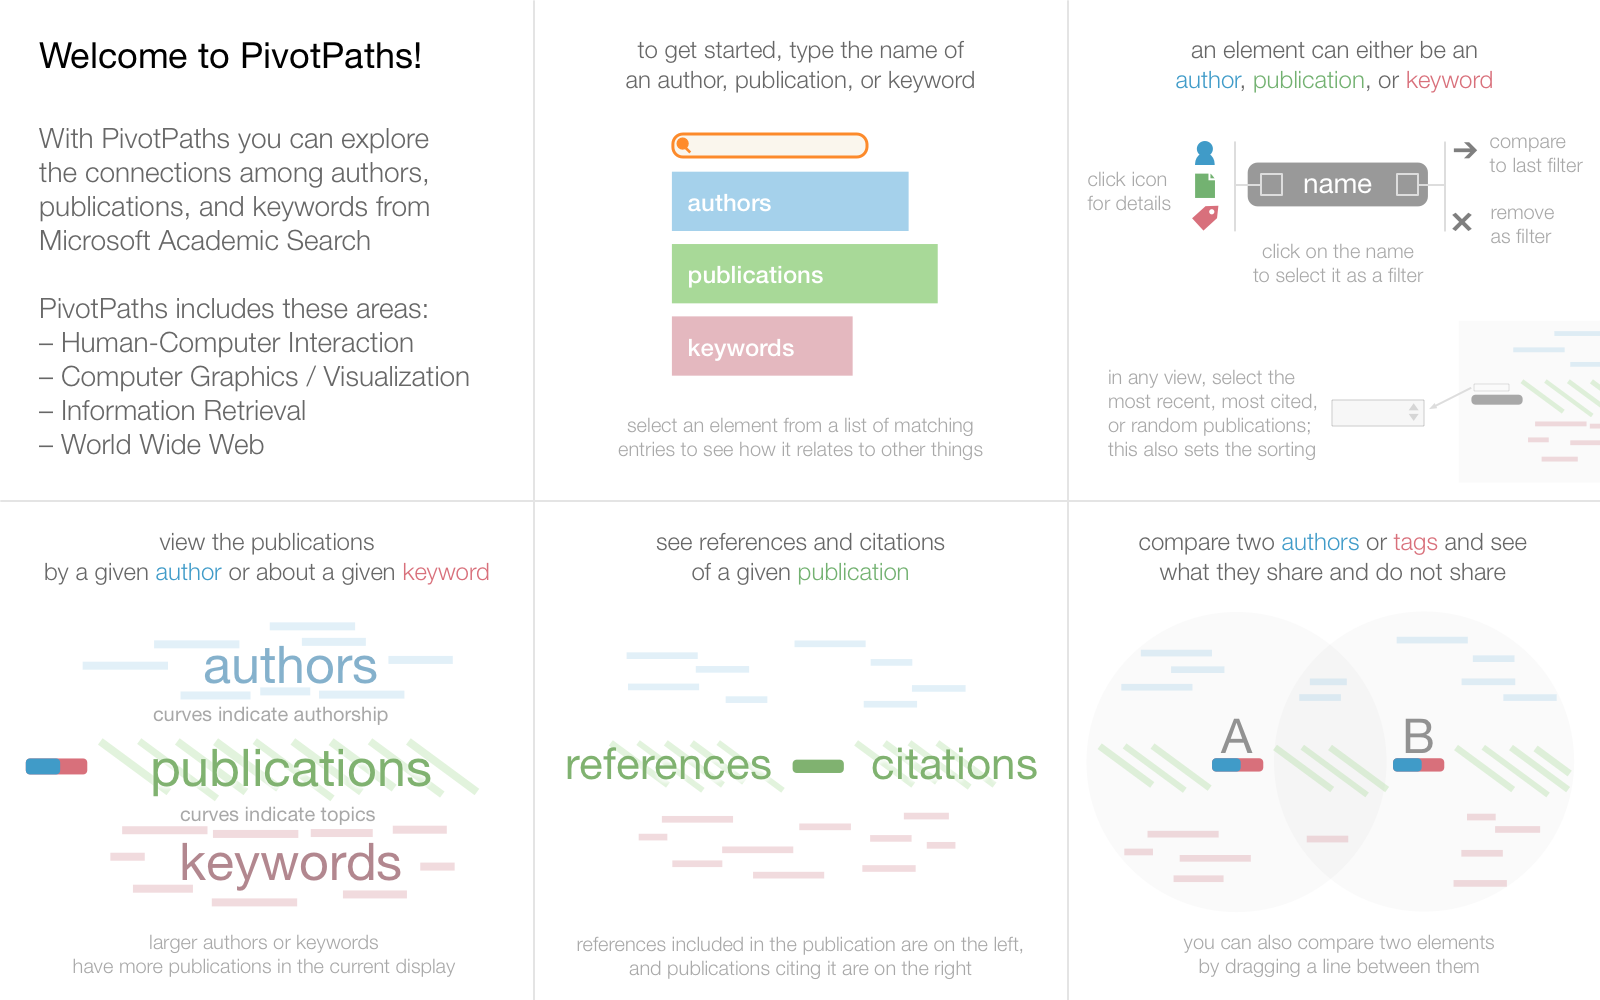 Welcome to PivotPaths!
With PivotPaths you can explore
the connections among authors,
publications, and keywords from
Microsoft Academic Search
PivotPaths includes these areas:
– Human-Computer Interaction
– Computer Graphics / Visualization
– Information Retrieval
– World Wide Web
to get started, type the name of
an author, publication, or keyword
authors
publications
keywords
select an element from a list of matching
entries to see how it relates to other things
an element can either be an
author, publication, or keyword
click icon
for details
name
compare
to last filter
remove
as filter
click on the name
to select it as a filter
in any view, select the
most recent, most cited,
or random publications;
this also sets the sorting
view the publications
by a given author or about a given keyword
authors
curves indicate authorship
publications
curves indicate topics
keywords
larger authors or keywords
have more publications in the current display
see references and citations
of a given publication
references
citations
references included in the publication are on the left,
and publications citing it are on the right
compare two authors or tags and see
what they share and do not share
A
B
you can also compare two elements
by dragging a line between them